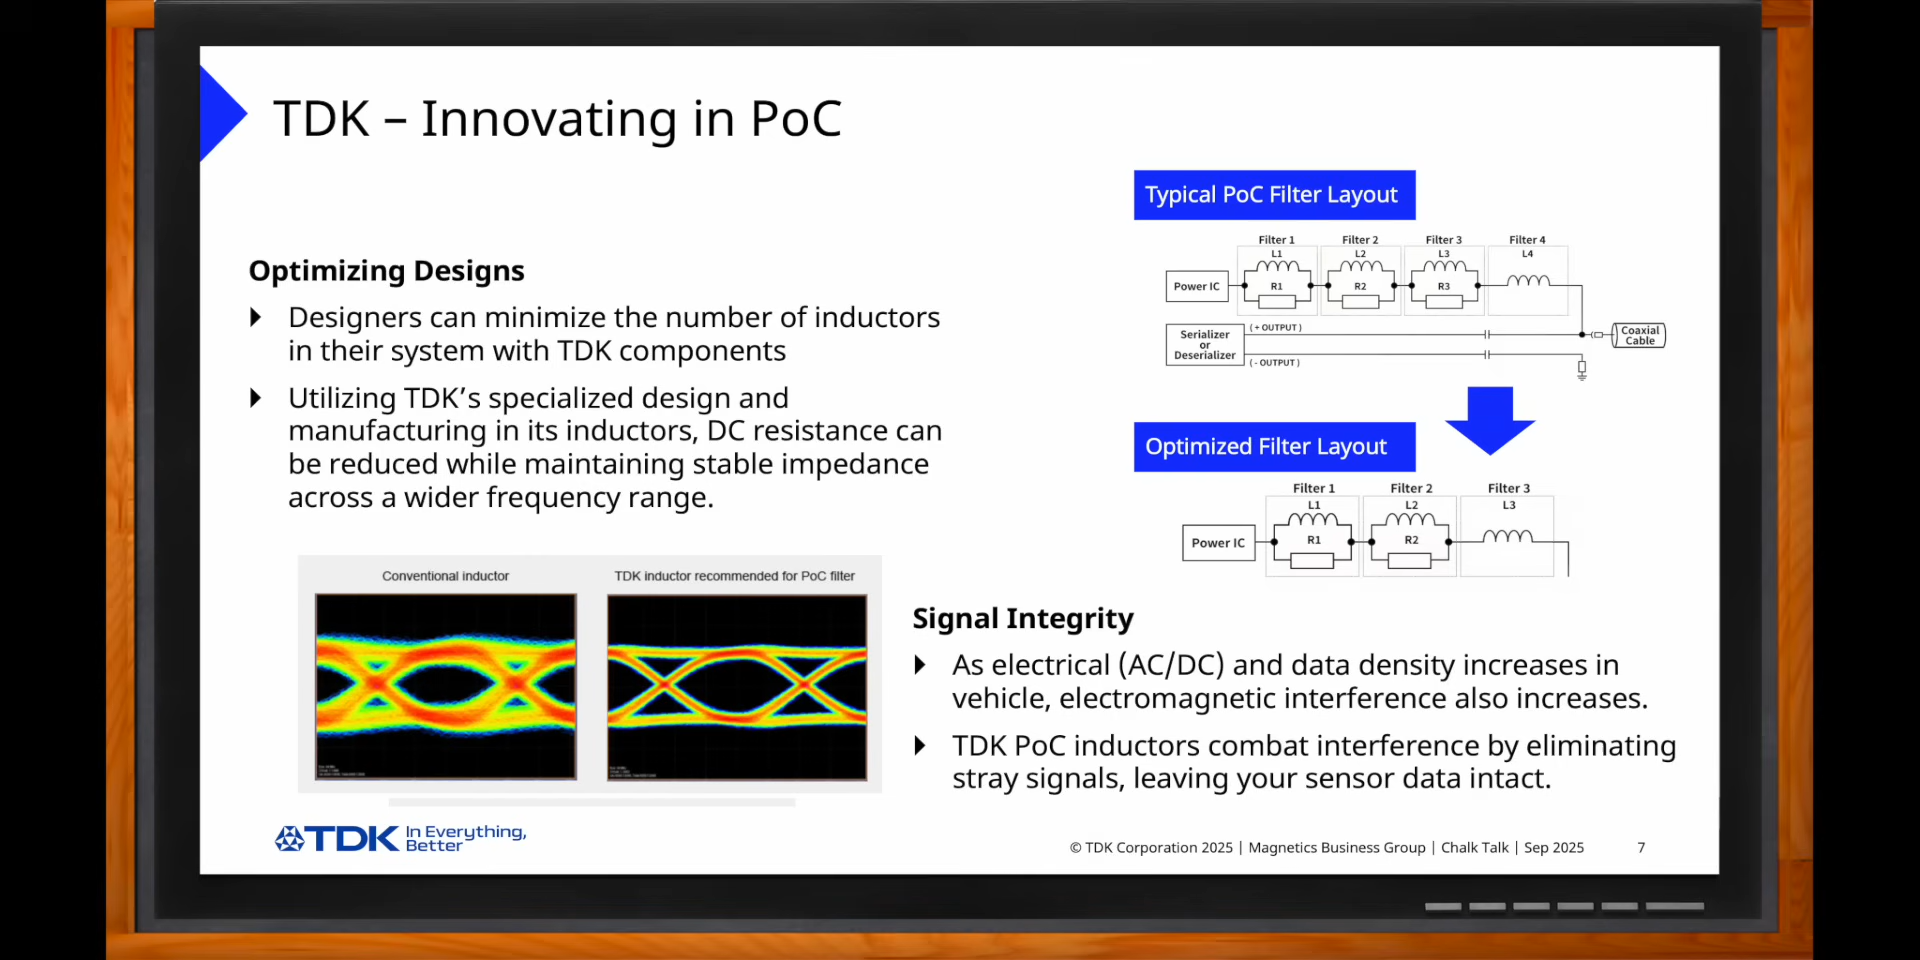 TDK – Innovating in PoC
Optimizing Designs
Designers can minimize the number of inductors
in their system with TDK components
Utilizing TDK’s specialized design and
manufacturing in its inductors, DC resistance can
be reduced while maintaining stable impedance
across a wider frequency range.
Conventional inductor
TDK inductor recommended for PoC filter
Typical PoC Filter Layout
Filter 1 Filter 2 Filter 3 Filter 4
L1 L2 L3 L4
Power IC R1 R2 R3
( + OUTPUT )
Serializer
or
Deserializer
( - OUTPUT )
Coaxial
Cable
Optimized Filter Layout
Filter 1 Filter 2 Filter 3
L1 L2 L3
Power IC R1 R2
Signal Integrity
As electrical (AC/DC) and data density increases in
vehicle, electromagnetic interference also increases.
TDK PoC inductors combat interference by eliminating
stray signals, leaving your sensor data intact.
TDK In Everything,
Better
© TDK Corporation 2025 | Magnetics Business Group | Chalk Talk | Sep 2025 7